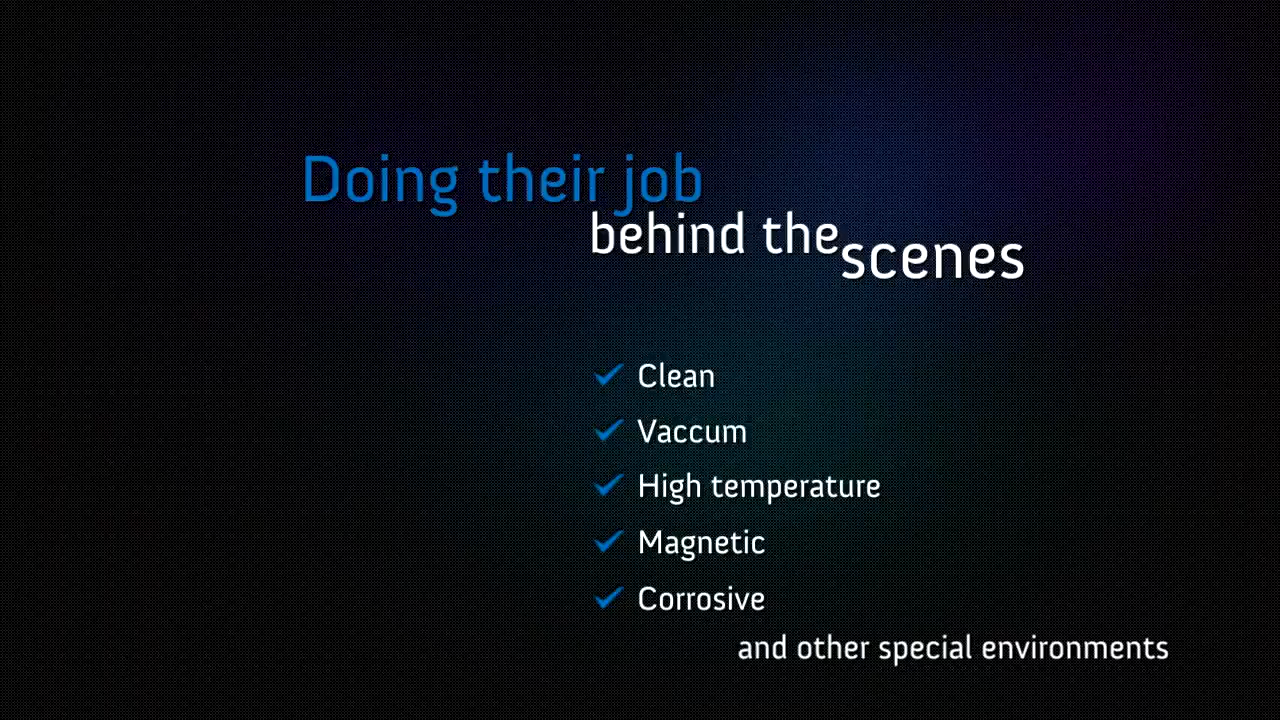 Doing their job
behind the scenes
Clean
Vaccum
High temperature
Magnetic
Corrosive
and other special environments